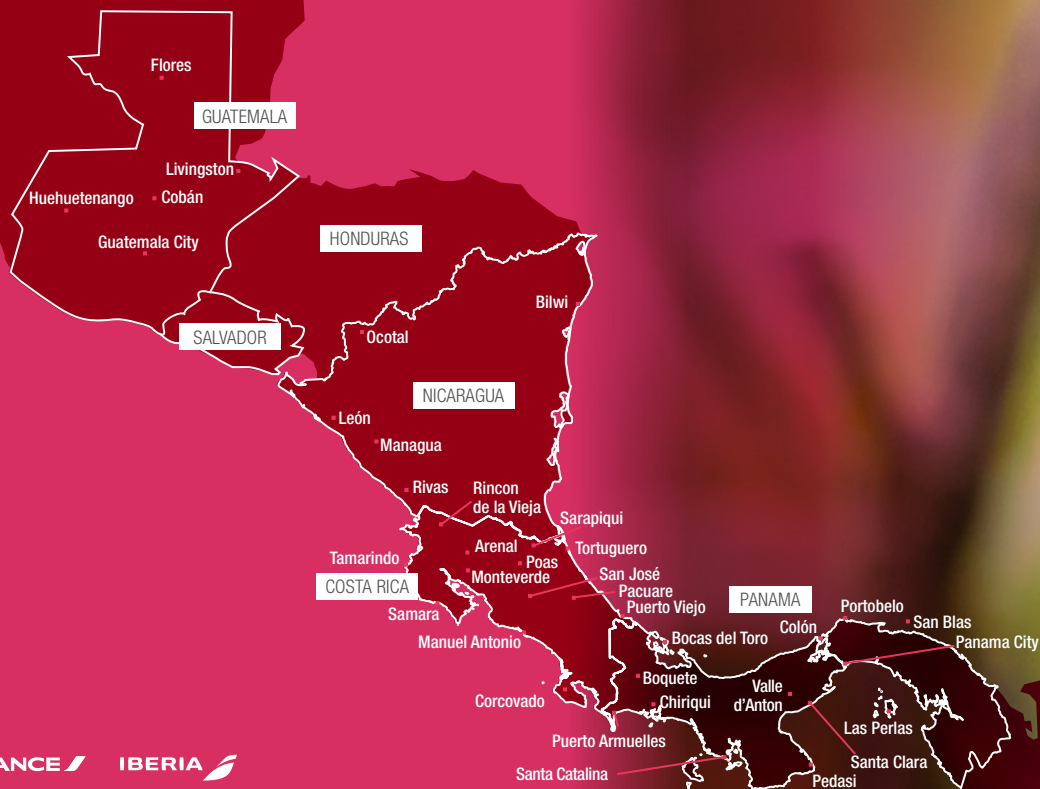 Flores
GUATEMALA
Livingston
Huehuetenango
Cobán
Guatemala City
HONDURAS
Bilwi
SALVADOR
Ocotal
NICARAGUA
León
Managua
Rivas
Rincon
de la Vieja
Sarapiqui
Arenal
Tortuguero
Tamarindo
Poas
Monteverde
San José
COSTA RICA
Pacuare
PANAMA
Samara
Puerto Viejo
Portobelo
San Blas
Manuel Antonio
Bocas del Toro
Colón
Panama City
Boquete
Valle
d'Anton
Corcovado
Chiriqui
Las Perlas
Puerto Armuelles
Santa Clara
Santa Catalina
Pedasi
ANCE
IBERIA